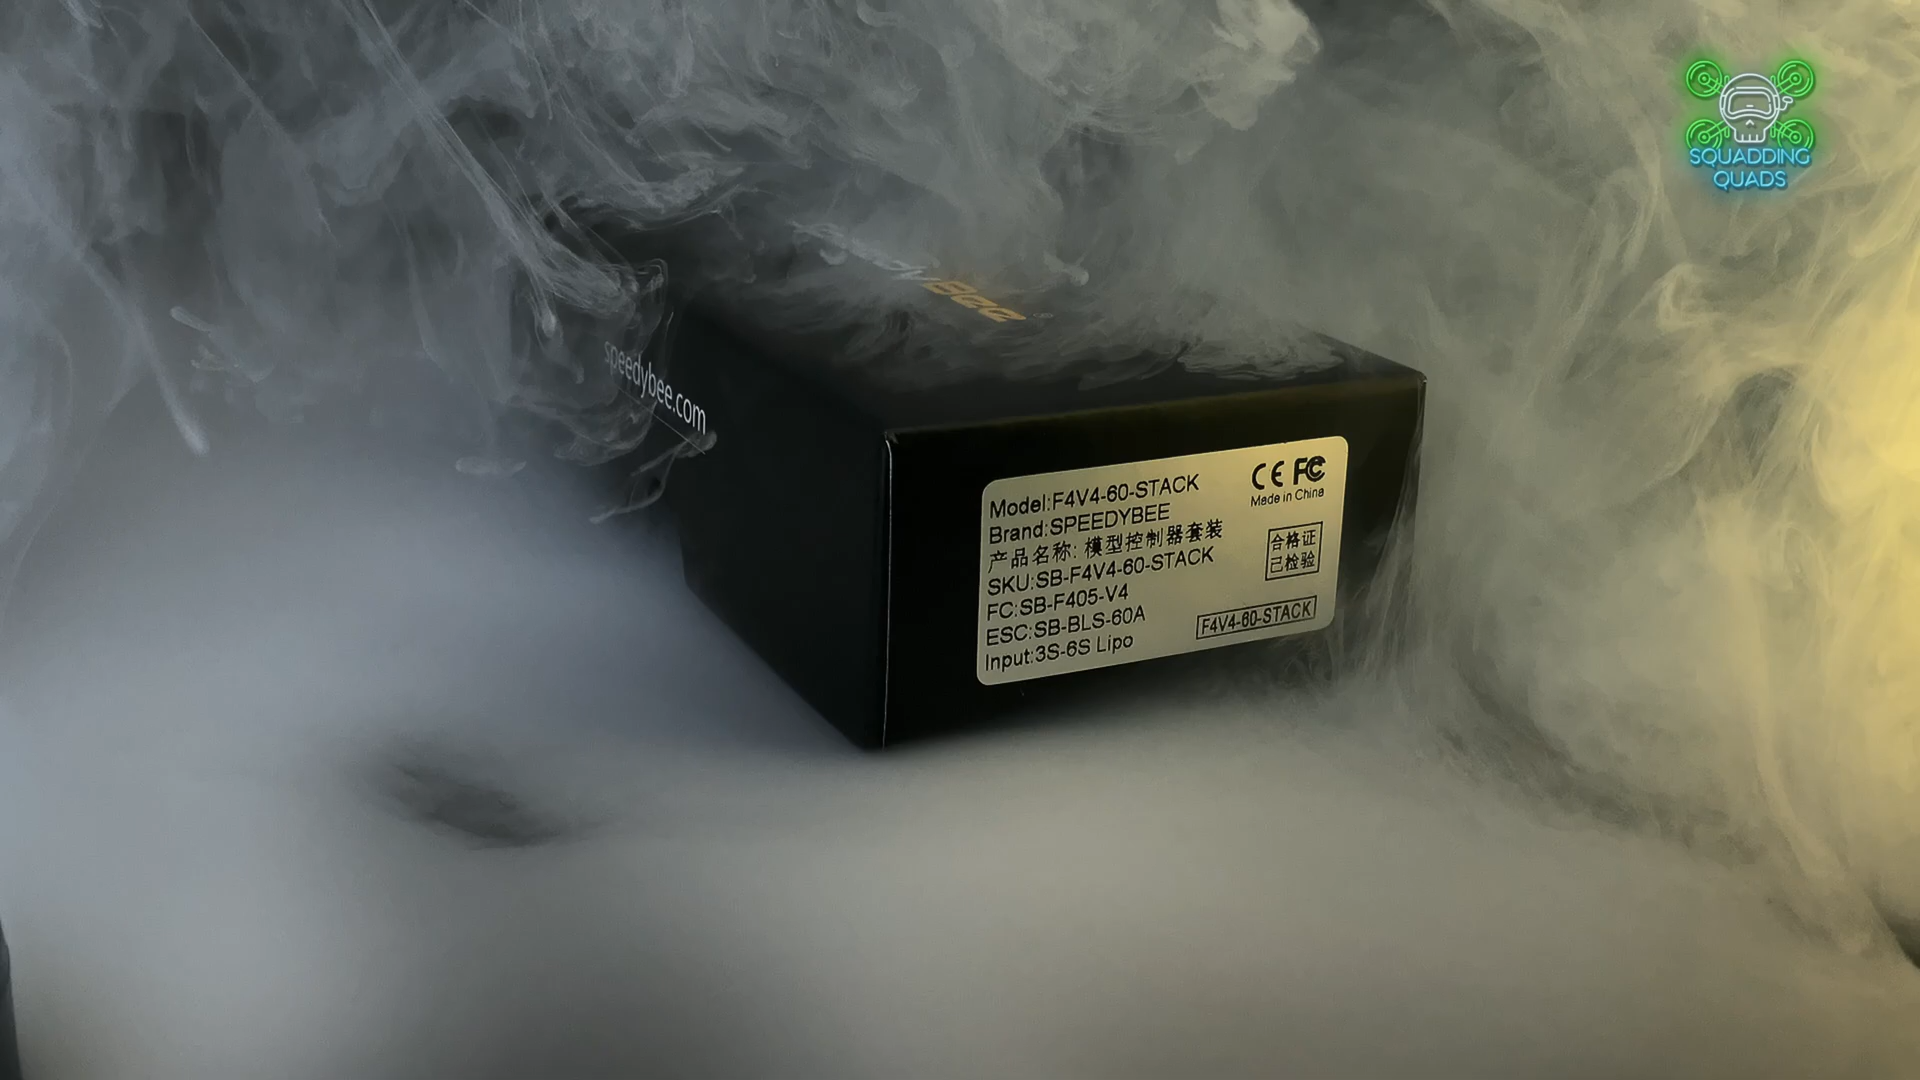 SQUADDING
QUADS
Bee
speedybee.com
Model:F4V4-60-STACK
Brand:SPEEDYBEE
产品名称: 模型控制器套装
SKU:SB-F4V4-60-STACK
FC:SB-F405-V4
ESC:SB-BLS-60A
Input:3S-6S Lipo
CE FC
Made in China
合格证
己检验
F4V4-60-STACK